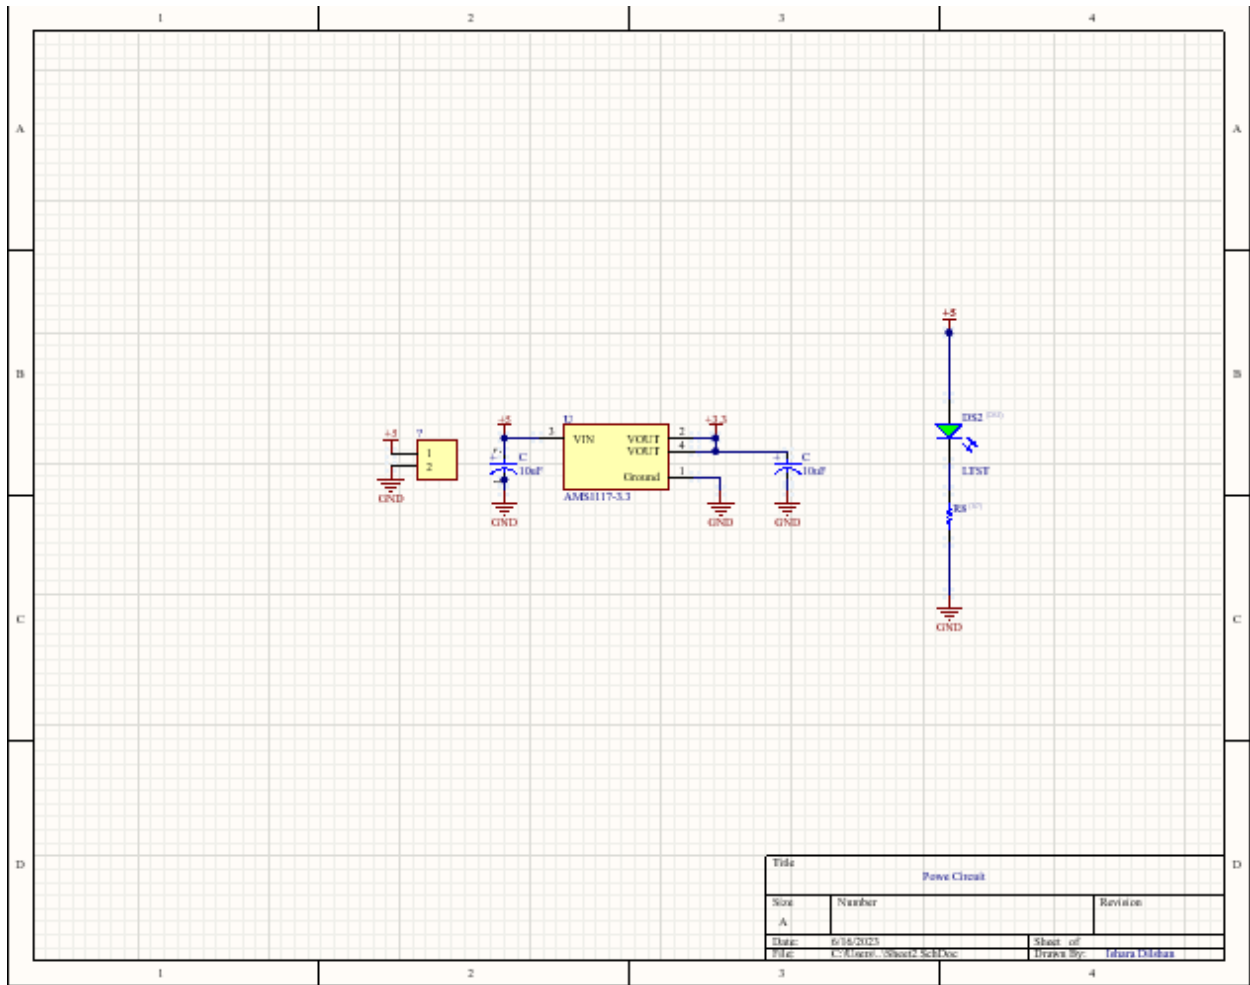 1 2 3 4
A A
+5
B B
DS2
+5 U +3.3
+5 ?
3 VIN VOUT 2
VOUT 4
1
2
C
10uF
C
10uF
LTST
Ground 1
AMS1117-3.3
GND
R8
GND GND GND
C C
GND
D D
Title
Powe Circuit
Size Number Revision
A
Date: 6/16/2023 Sheet of
File: C:\Users\..\Sheet2.SchDoc Drawn By: Ishara Dilshan
1 2 3 4